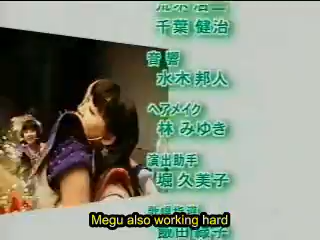 千葉 健治
音響
水木 邦人
ヘアメイク
林 みゆき
演出助手
堀 久美子
Megu also working hard